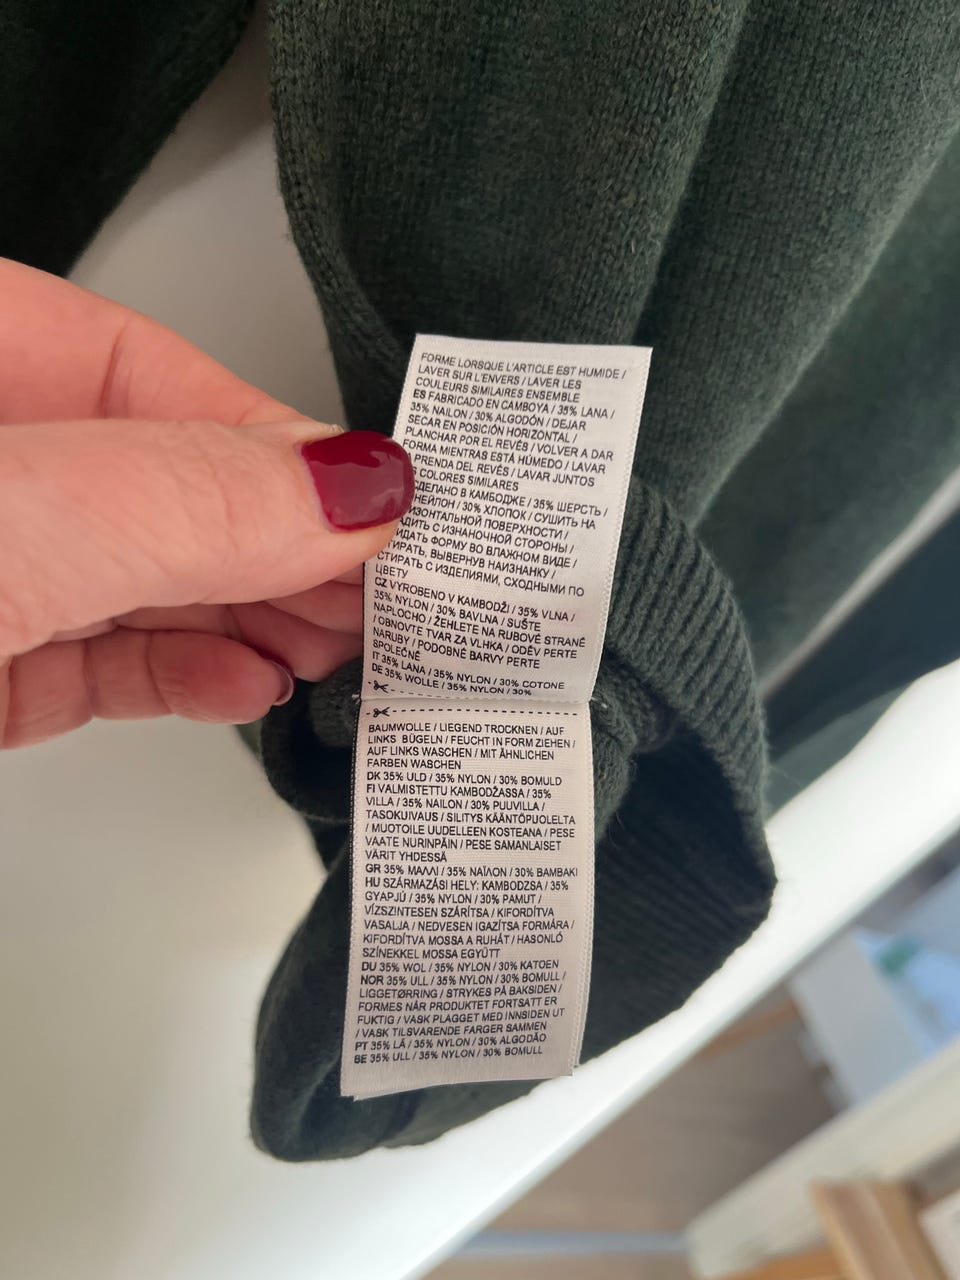 FORME LORSQUE L'ARTICLE EST HUMIDE /
LAVER SUR L'ENVERS / LAVER LES
COULEURS SIMILAIRES ENSEMBLE
ES FABRICADO EN CAMBOYA / 35% LANA /
35% NAILON / 30% ALGODÓN / DEJAR
SECAR EN POSICIÓN HORIZONTAL /
PLANCHAR POR EL REVÉS / VOLVER A DAR
FORMA MIENTRAS ESTÁ HÚMEDO / LAVAR
PRENDA DEL REVÉS / LAVAR JUNTOS
COLORES SIMILARES
СДЕЛАНО В КАМБОДЖЕ / 35% ШЕРСТЬ /
НЕЙЛОН / 30% ХЛОПОК / СУШИТЬ НА
ИЗОНТАЛЬНОЙ ПОВЕРХНОСТИ /
ДИТЬ С ИЗНАНОЧНОЙ СТОРОНЫ /
ИДАТЬ ФОРМУ ВО ВЛАЖНОМ ВИДЕ /
ТИРАТЬ, ВЫВЕРНУВ НАИЗНАНКУ /
СТИРАТЬ С ИЗДЕЛИЯМИ, СХОДНЫМИ ПО
ЦВЕТУ
CZ VYROBENO V KAMBODŽI / 35% VLNA /
35% NYLON / 30% BAVLNA / SUŠTE
NAPLOCHO / ŽEHLETE NA RUBOVÉ STRANĚ
/ OBNOVTE TVAR ZA VLHKA / ODĚV PERTE
NARUBY / PODOBNÉ BARVY PERTE
SPOLEČNĚ
IT 35% LANA / 35% NYLON / 30% COTONE
DE 35% WOLLE / 35% NYLON / 30%
BAUMWOLLE / LIEGEND TROCKNEN / AUF
LINKS BÜGELN / FEUCHT IN FORM ZIEHEN /
AUF LINKS WASCHEN / MIT ÄHNLICHEN
FARBEN WASCHEN
DK 35% ULD / 35% NYLON / 30% BOMULD
FI VALMISTETTU KAMBODŽASSA / 35%
VILLA / 35% NAILON / 30% PUUVILLA /
TASOKUIVAUS / SILITYS KÄÄNTÖPUOLELTA
/ MUOTOILE UUDELLEEN KOSTEANA / PESE
VAATE NURINPÄIN / PESE SAMANLAISET
VÄRIT YHDESSÄ
GR 35% ΜΑΛΛΙ / 35% ΝΑΪΛΟΝ / 30% ΒΑΜΒΑΚΙ
HU SZÁRMAZÁSI HELY: KAMBODZSA / 35%
GYAPJÚ / 35% NYLON / 30% PAMUT /
VÍZSZINTESEN SZÁRÍTSA / KIFORDÍTVA
VASALJA / NEDVESEN IGAZÍTSA FORMÁRA /
KIFORDÍTVA MOSSA A RUHÁT / HASONLÓ
SZÍNEKKEL MOSSA EGYÜTT
DU 35% WOL / 35% NYLON / 30% KATOEN
NOR 35% ULL / 35% NYLON / 30% BOMULL /
LIGGETØRRING / STRYKES PÅ BAKSIDEN /
FORMES NÅR PRODUKTET FORTSATT ER
FUKTIG / VASK PLAGGET MED INNSIDEN UT
/ VASK TILSVARENDE FARGER SAMMEN
PT 35% LÃ / 35% NYLON / 30% ALGODÃO
BE 35% ULL / 35% NYLON / 30% BOMULL